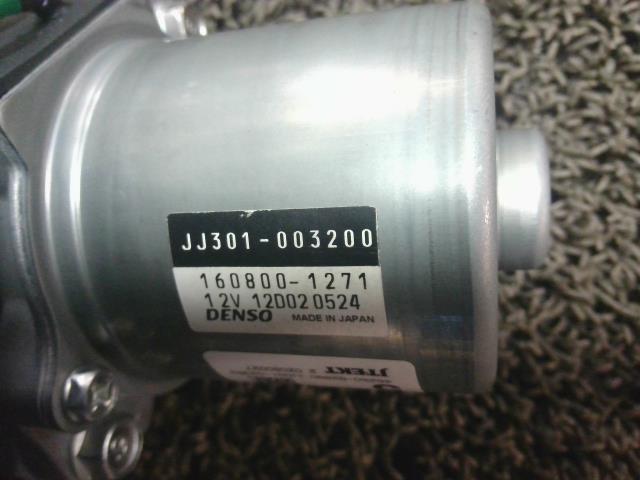 JJ301-003200
160800-1271
12V 12D020524
DENSO MADE IN JAPAN
JTEKT